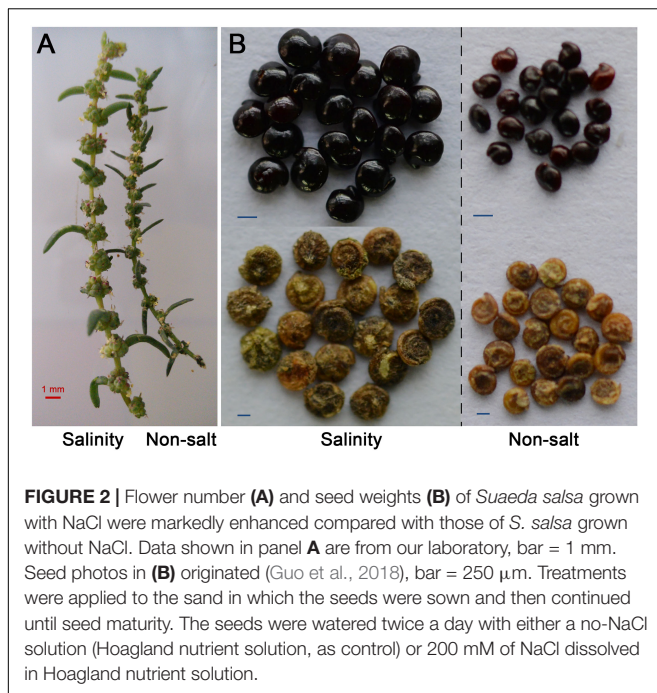 A
B
1 mm
Salinity Non-salt
Salinity
Non-salt
FIGURE 2 | Flower number (A) and seed weights (B) of Suaeda salsa grown
with NaCl were markedly enhanced compared with those of S. salsa grown
without NaCl. Data shown in panel A are from our laboratory, bar = 1 mm.
Seed photos in (B) originated (Guo et al., 2018), bar = 250 μm. Treatments
were applied to the sand in which the seeds were sown and then continued
until seed maturity. The seeds were watered twice a day with either a no-NaCl
solution (Hoagland nutrient solution, as control) or 200 mM of NaCl dissolved
in Hoagland nutrient solution.